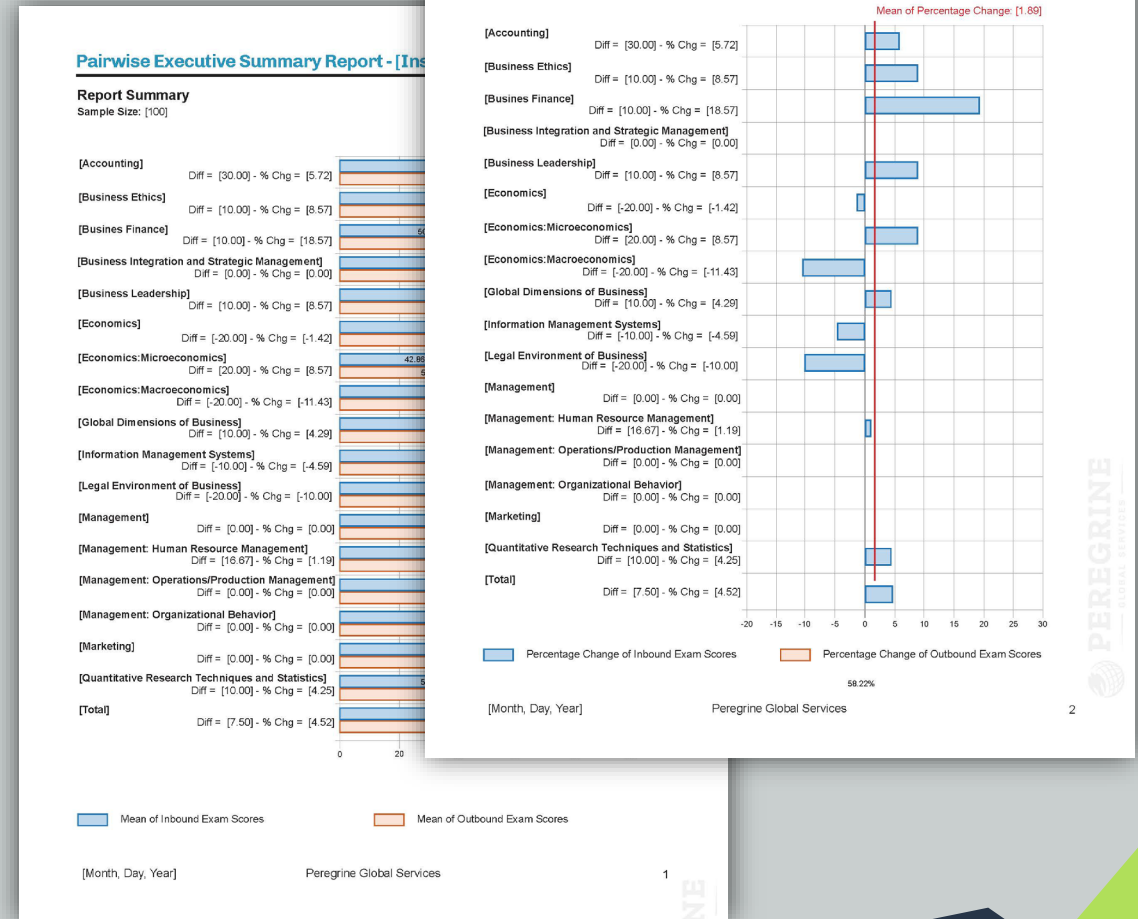 Pairwise Executive Summary Report - [Ins
Report Summary
Sample Size: [100]
[Accounting]
Diff = [30.00] - % Chg = [5.72]
[Business Ethics]
Diff = [10.00] - % Chg = [8.57]
[Busines Finance]
Diff = [10.00] - % Chg = [18.57]
[Business Integration and Strategic Management]
Diff = [0.00] - % Chg = [0.00]
[Business Leadership]
Diff = [10.00] - % Chg = [8.57]
[Economics]
Diff = [-20.00] - % Chg = [-1.42]
[Economics:Microeconomics]
42.86
Diff = [20.00] - % Chg = [8.57]
[Economics:Macroeconomics]
Diff = [-20.00] - % Chg = [-11.43]
[Global Dimensions of Business]
Diff = [10.00] - % Chg = [4.29]
[Information Management Systems]
Diff = [-10.00] - % Chg = [-4.59]
[Legal Environment of Business]
Diff = [-20.00] - % Chg = [-10.00]
[Management]
Diff = [0.00] - % Chg = [0.00]
[Management: Human Resource Management]
Diff = [16.67] - % Chg = [1.19]
[Management: Operations/Production Management]
Diff = [0.00] - % Chg = [0.00]
[Management: Organizational Behavior]
Diff = [0.00] - % Chg = [0.00]
[Marketing]
Diff = [0.00] - % Chg = [0.00]
[Quantitative Research Techniques and Statistics]
Diff = [10.00] - % Chg = [4.25]
[Total]
Diff = [7.50] - % Chg = [4.52]
0 20
Mean of Inbound Exam Scores Mean of Outbound Exam Scores
[Month, Day, Year] Peregrine Global Services 1
Mean of Percentage Change: [1.89]
[Accounting]
Diff = [30.00] - % Chg = [5.72]
[Business Ethics]
Diff = [10.00] - % Chg = [8.57]
[Busines Finance]
Diff = [10.00] - % Chg = [18.57]
[Business Integration and Strategic Management]
Diff = [0.00] - % Chg = [0.00]
[Business Leadership]
Diff = [10.00] - % Chg = [8.57]
[Economics]
Diff = [-20.00] - % Chg = [-1.42]
[Economics:Microeconomics]
Diff = [20.00] - % Chg = [8.57]
[Economics:Macroeconomics]
Diff = [-20.00] - % Chg = [-11.43]
[Global Dimensions of Business]
Diff = [10.00] - % Chg = [4.29]
[Information Management Systems]
Diff = [-10.00] - % Chg = [-4.59]
[Legal Environment of Business]
Diff = [-20.00] - % Chg = [-10.00]
[Management]
Diff = [0.00] - % Chg = [0.00]
[Management: Human Resource Management]
Diff = [16.67] - % Chg = [1.19]
[Management: Operations/Production Management]
Diff = [0.00] - % Chg = [0.00]
[Management: Organizational Behavior]
Diff = [0.00] - % Chg = [0.00]
[Marketing]
Diff = [0.00] - % Chg = [0.00]
[Quantitative Research Techniques and Statistics]
Diff = [10.00] - % Chg = [4.25]
[Total]
Diff = [7.50] - % Chg = [4.52]
-20 -15 -10 -5 0 5 10 15 20 25 30
Percentage Change of Inbound Exam Scores Percentage Change of Outbound Exam Scores
58.22%
[Month, Day, Year] Peregrine Global Services 2
PEREGRINE
GLOBAL SERVICES